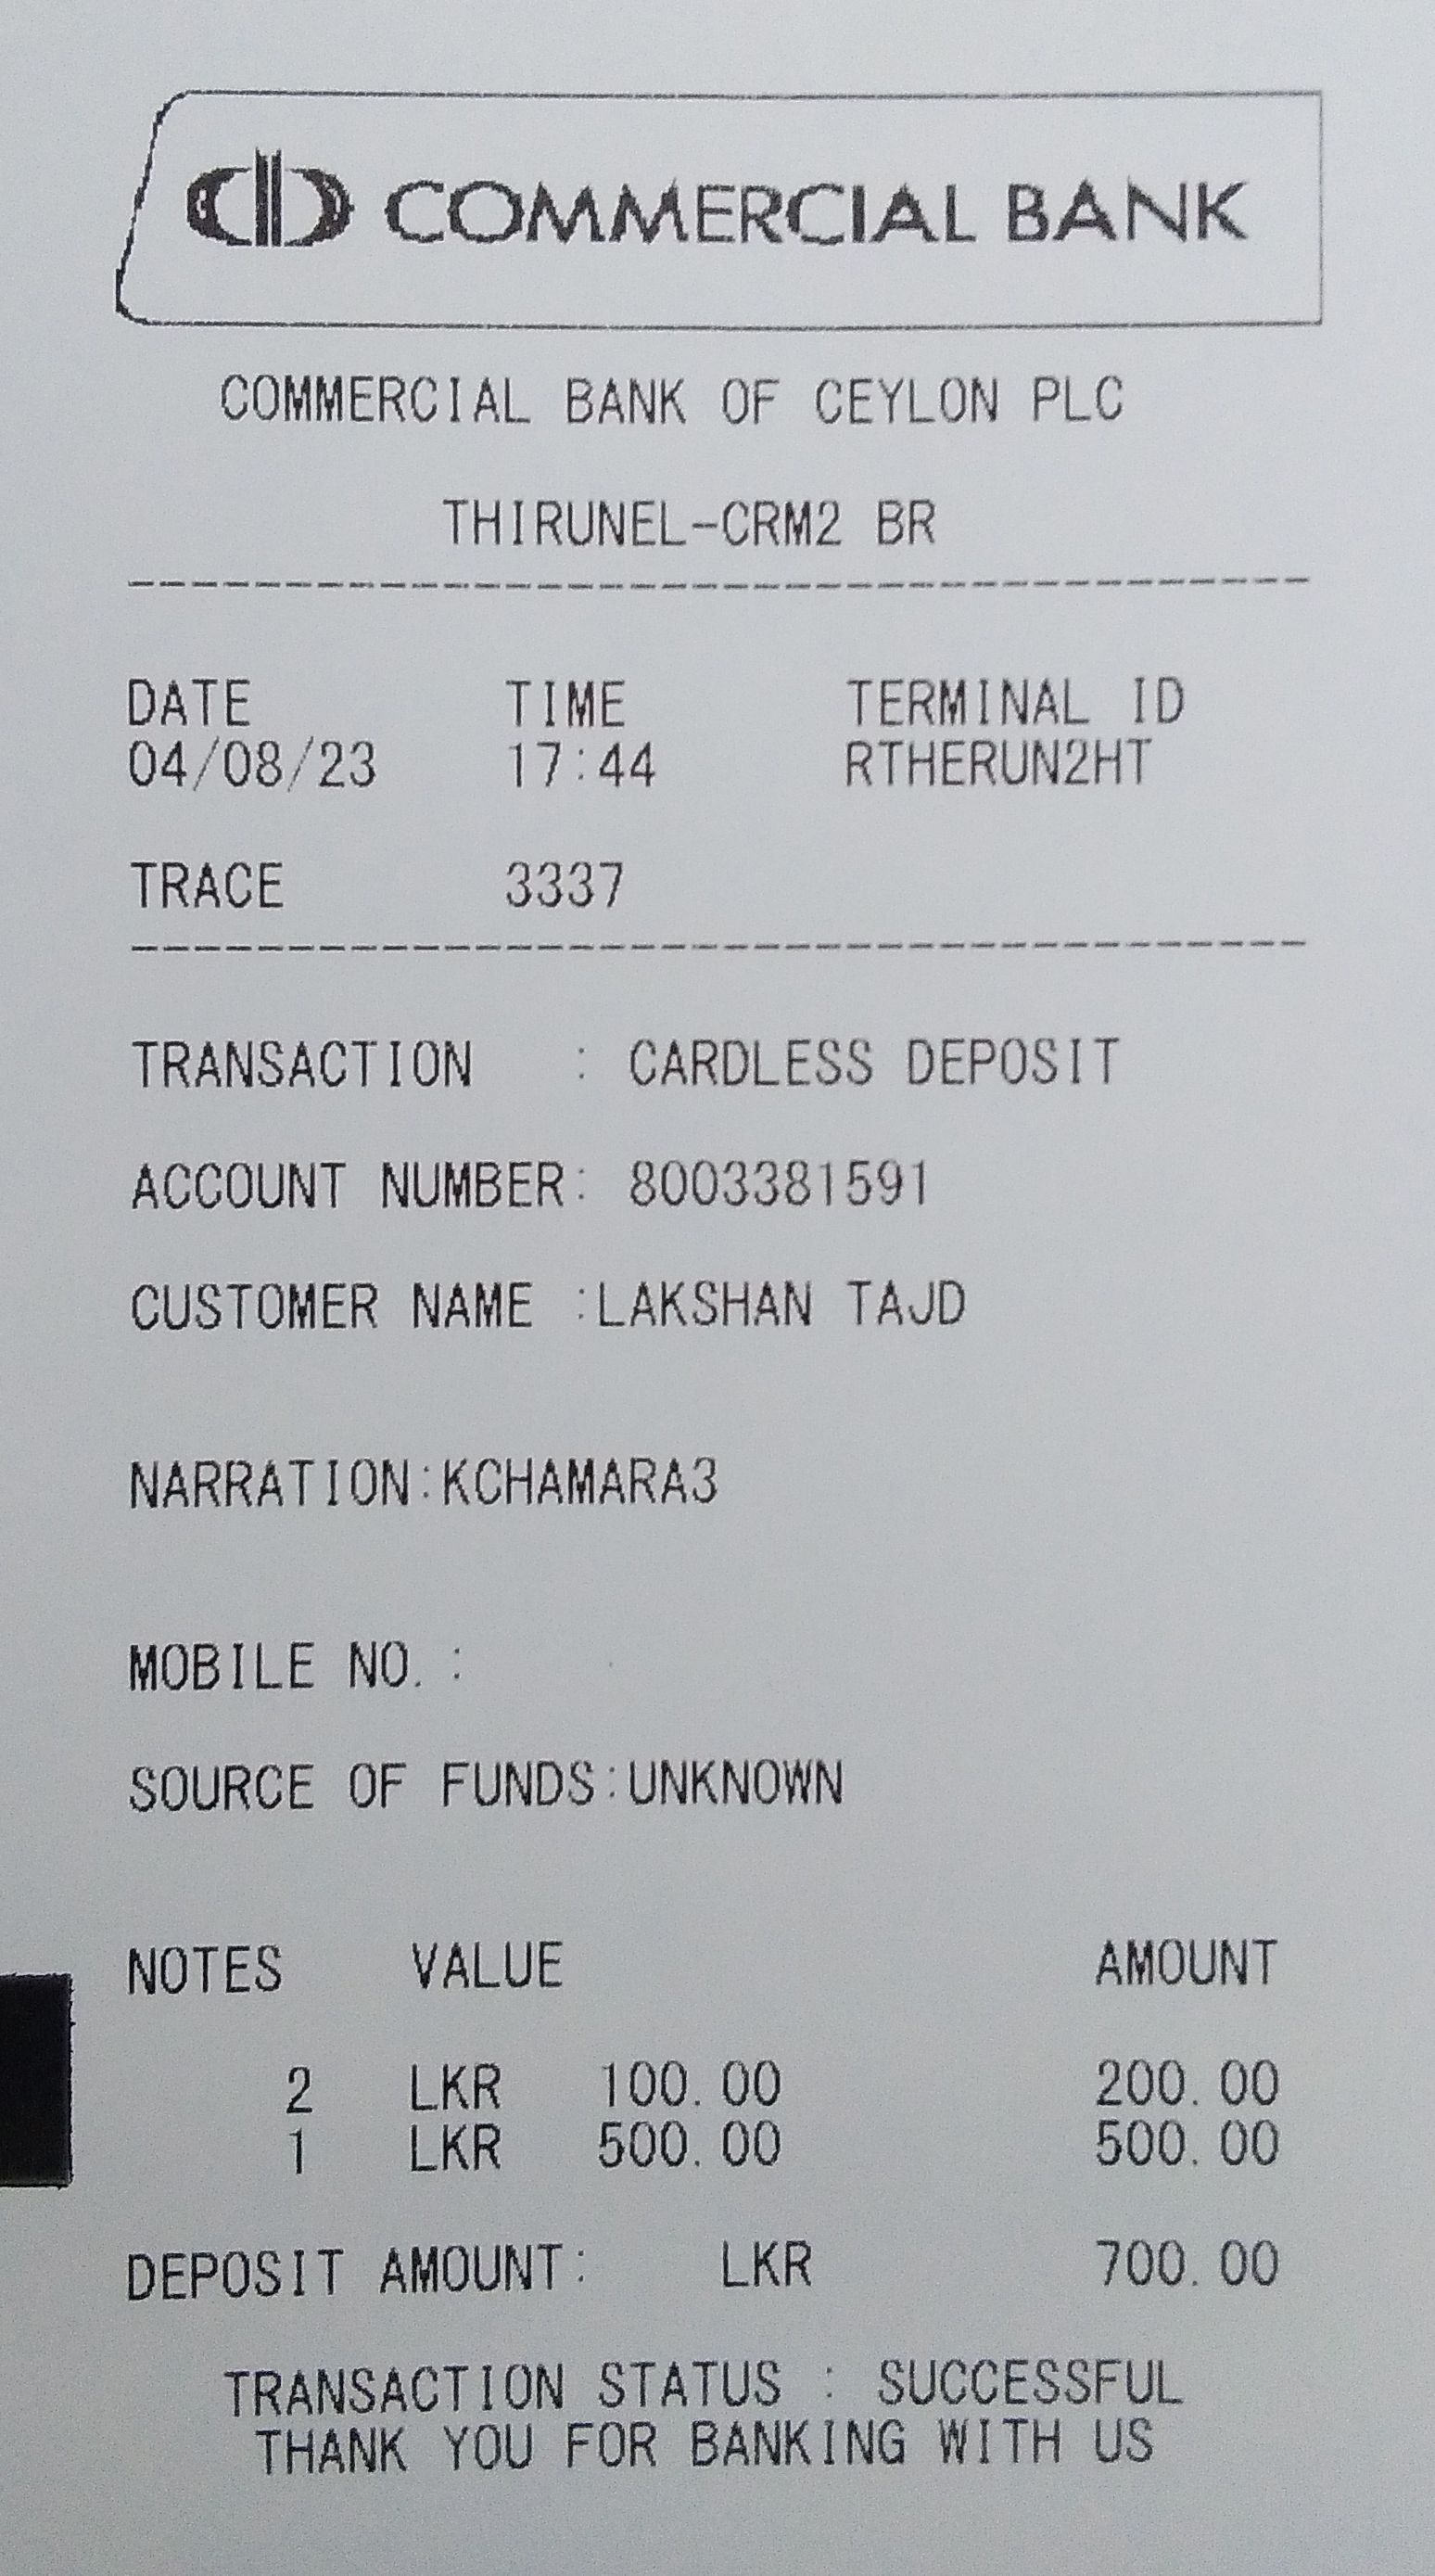 COMMERCIAL BANK
COMMERCIAL BANK OF CEYLON PLC
THIRUNEL-CRM2 BR
DATE TIME TERMINAL ID
04/08/23 17:44 RTHERUN2HT
TRACE 3337
TRANSACTION : CARDLESS DEPOSIT
ACCOUNT NUMBER: 8003381591
CUSTOMER NAME :LAKSHAN TAJD
NARRATION:KCHAMARA3
MOBILE NO. :
SOURCE OF FUNDS:UNKNOWN
NOTES VALUE AMOUNT
2 LKR 100.00 200.00
1 LKR 500.00 500.00
DEPOSIT AMOUNT: LKR 700.00
TRANSACTION STATUS : SUCCESSFUL
THANK YOU FOR BANKING WITH US